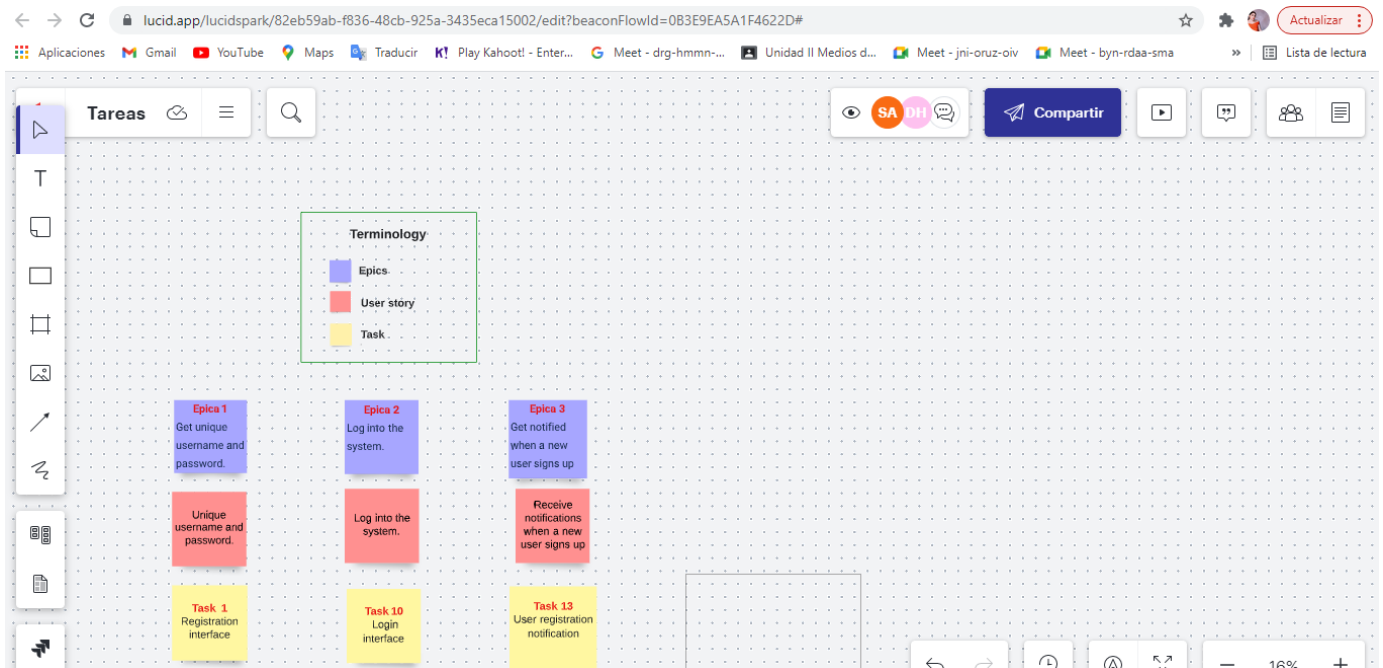 lucid.app/lucidspark/82eb59ab-f836-48cb-925a-3435eca15002/edit?beaconFlowId=0B3E9EA5A1F4622D#
Actualizar
Aplicaciones
Gmail
YouTube
Maps
Traducir
K! Play Kahoot! - Enter...
Meet - drg-hmmn-...
Unidad II Medios d...
Meet - jni-oruz-oiv
Meet - byn-rdaa-sma
»
Lista de lectura
Tareas
SA
DH
Compartir
T
Terminology
Epics
User story
Task
Epica 1
Get unique
username and
password.
Epica 2
Log into the
system.
Epica 3
Get notified
when a new
user signs up
Unique
username and
password.
Log into the
system.
Receive
notifications
when a new
user signs up
Task 1
Registration
interface
Task 10
Login
interface
Task 13
User registration
notification
16%